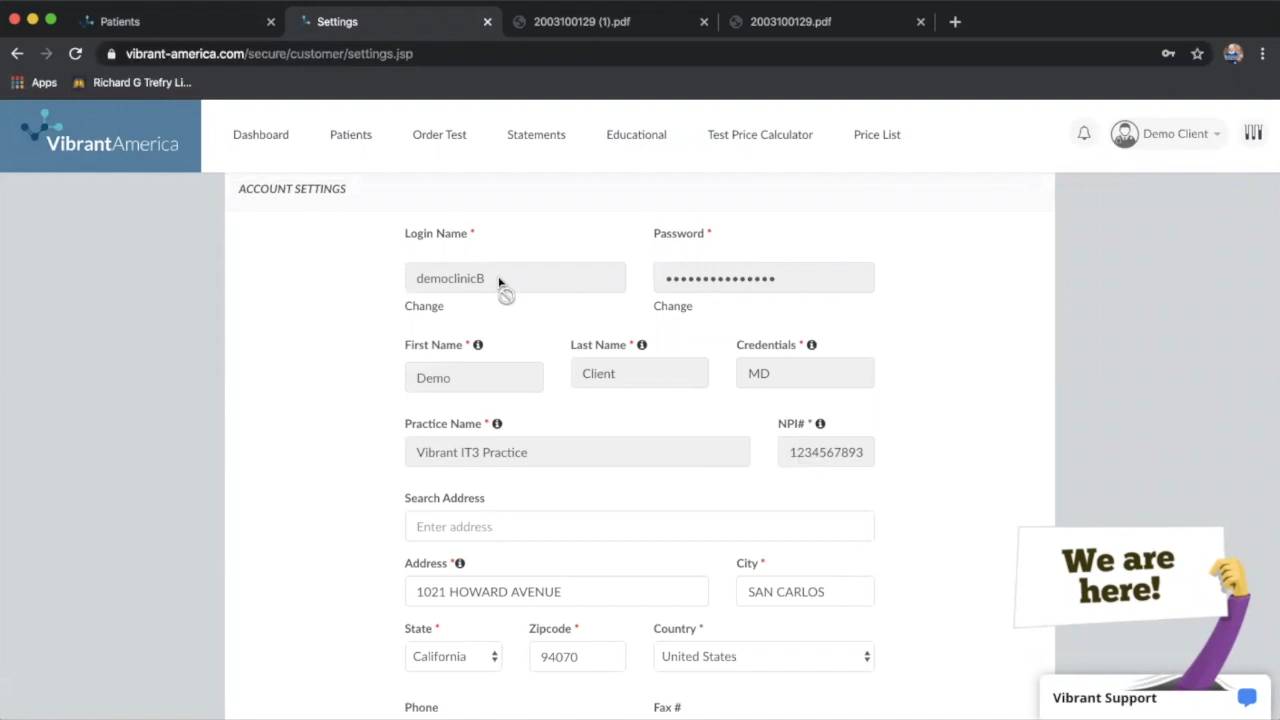 Patients
Settings
2003100129 (1).pdf
2003100129.pdf
vibrant-america.com/secure/customer/settings.jsp
Apps
Richard G Trefry Li...
VibrantAmerica
Dashboard
Patients
Order Test
Statements
Educational
Test Price Calculator
Price List
Demo Client
ACCOUNT SETTINGS
Login Name *
Password *
democlinicB
•••••••••••••••
Change
Change
First Name *
Last Name *
Credentials *
Demo
Client
MD
Practice Name *
NPI# *
Vibrant IT3 Practice
1234567893
Search Address
Enter address
Address *
City *
1021 HOWARD AVENUE
SAN CARLOS
State *
Zipcode *
Country *
California
94070
United States
Phone
Fax #
We are
here!
Vibrant Support